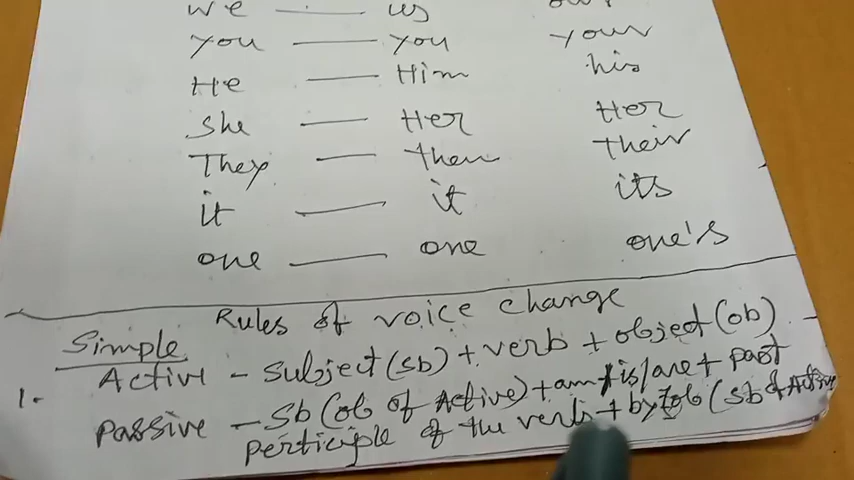 we — us our
you — you your
He — Him his
she — Her Her
They — them their
it — it its
one — one one's
Rules of voice change
Simple
1. Active - subject(sb) + verb + object(ob)
Passive - Sb(ob of Active) + am/is/are + past
perticiple of the verb + by + ob (sb of Active